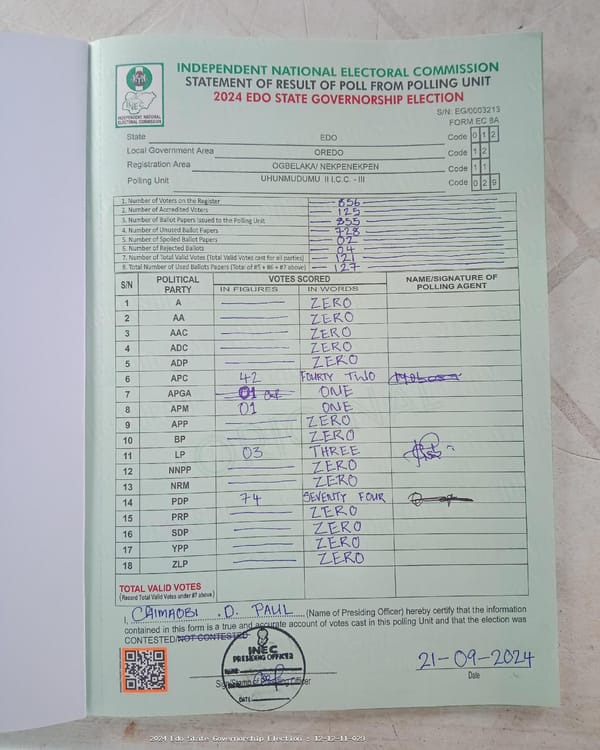 INDEPENDENT NATIONAL ELECTORAL COMMISSION
STATEMENT OF RESULT OF POLL FROM POLLING UNIT
2024 EDO STATE GOVERNORSHIP ELECTION
INEC
INDEPENDENT NATIONAL
ELECTORAL COMMISSION
S/N: EG/0003213
FORM EC 8A
State EDO Code 0 1 2
Local Government Area OREDO Code 1 2
Registration Area OGBELAKA/ NEKPENEKPEN Code 1 1
Polling Unit UHUNMUDUMU II I.C.C. - III Code 0 2 9
1. Number of Voters on the Register 856
2. Number of Accredited Voters 125
3. Number of Ballot Papers Issued to the Polling Unit 855
4. Number of Unused Ballot Papers 728
5. Number of Spoiled Ballot Papers 02
6. Number of Rejected Ballots 04
7. Number of Total Valid Votes (Total Valid Votes cast for all parties) 121
8. Total Number of Used Ballots Papers (Total of #5 + #6 + #7 above) 127
S/N POLITICAL PARTY VOTES SCORED NAME/SIGNATURE OF POLLING AGENT
IN FIGURES IN WORDS
1 A ZERO
2 AA ZERO
3 AAC ZERO
4 ADC ZERO
5 ADP ZERO
6 APC 42 FOURTY TWO
7 APGA 01 ONE
8 APM 01 ONE
9 APP ZERO
10 BP ZERO
11 LP 03 THREE
12 NNPP ZERO
13 NRM ZERO
14 PDP 74 SEVENTY FOUR
15 PRP ZERO
16 SDP ZERO
17 YPP ZERO
18 ZLP ZERO
TOTAL VALID VOTES
(Record Total Valid Votes under #7 above)
I, CAIMAOBI .D. PAUL (Name of Presiding Officer) hereby certify that the information
contained in this form is a true and accurate account of votes cast in this polling Unit and that the election was
CONTESTED/NOT CONTESTED
INEC
PRESIDING OFFICER
NAME
DATE
21-09-2024
Date
2024 Edo State Governorship Election : 12-12-11-029